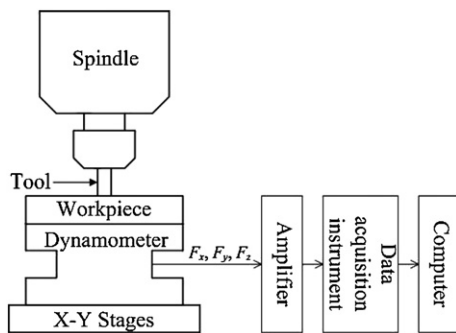 Spindle
Tool
Workpiece
Dynamometer
X-Y Stages
Fx, Fy, Fz
Amplifier
Data
acquisition
instrument
Computer